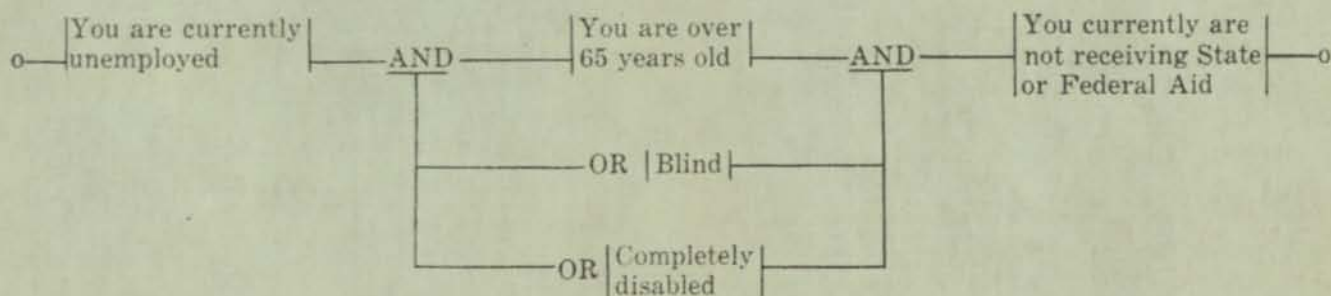 You are currently
unemployed
AND
You are over
65 years old
AND
You currently are
not receiving State
or Federal Aid
OR Blind
OR Completely
disabled